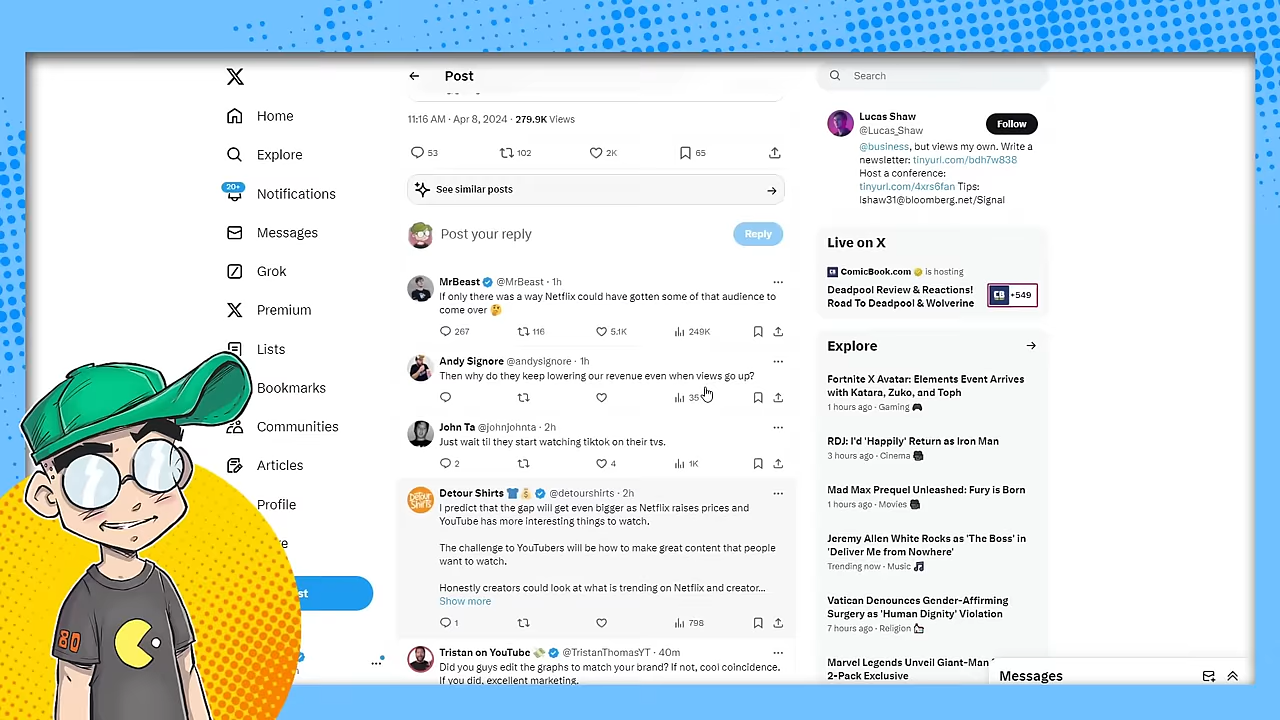 Home
Explore
20+
Notifications
Messages
Grok
Premium
Lists
Bookmarks
Communities
Articles
Profile
Post
11:16 AM · Apr 8, 2024 · 279.9K Views
53
102
2K
65
See similar posts
Post your reply
Reply
MrBeast @MrBeast · 1h
If only there was a way Netflix could have gotten some of that audience to
come over 🤔
267
116
5.1K
249K
Andy Signore @andysignore · 1h
Then why do they keep lowering our revenue even when views go up?
35
John Ta @johnjohnta · 2h
Just wait til they start watching tiktok on their tvs.
2
4
1K
DETOUR SHIRTS
Detour Shirts 👕💰 @detourshirts · 2h
I predict that the gap will get even bigger as Netflix raises prices and
YouTube has more interesting things to watch.
The challenge to YouTubers will be how to make great content that people
want to watch.
Honestly creators could look at what is trending on Netflix and creator...
Show more
1
798
Tristan on YouTube 💸 @TristanThomasYT · 40m
Did you guys edit the graphs to match your brand? If not, cool coincidence.
If you did, excellent marketing.
Search
Lucas Shaw
@Lucas_Shaw
Follow
@business, but views my own. Write a
newsletter: tinyurl.com/bdh7w838
Host a conference:
tinyurl.com/4xrs6fan Tips:
lshaw31@bloomberg.net/Signal
Live on X
CB ComicBook.com is hosting
Deadpool Review & Reactions!
Road To Deadpool & Wolverine
CB +549
Explore
Fortnite X Avatar: Elements Event Arrives
with Katara, Zuko, and Toph
1 hours ago · Gaming 🎮
RDJ: I'd 'Happily' Return as Iron Man
3 hours ago · Cinema
Mad Max Prequel Unleashed: Fury is Born
1 hours ago · Movies
Jeremy Allen White Rocks as 'The Boss' in
'Deliver Me from Nowhere'
Trending now · Music 🎵
Vatican Denounces Gender-Affirming
Surgery as 'Human Dignity' Violation
7 hours ago · Religion
Marvel Legends Unveil Giant-Man
2-Pack Exclusive
Messages
80